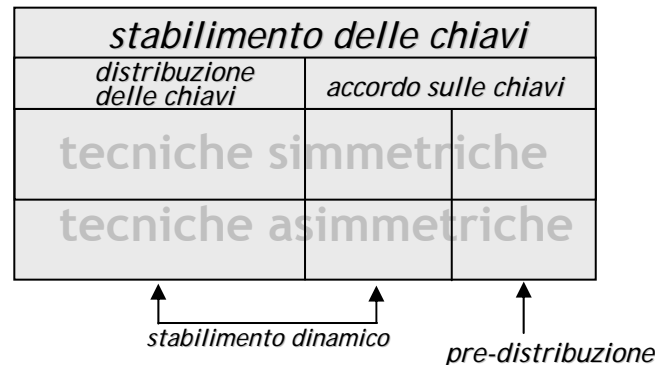 stabilimento delle chiavi
distribuzione
delle chiavi
accordo sulle chiavi
tecniche simmetriche
tecniche asimmetriche
stabilimento dinamico
pre-distribuzione